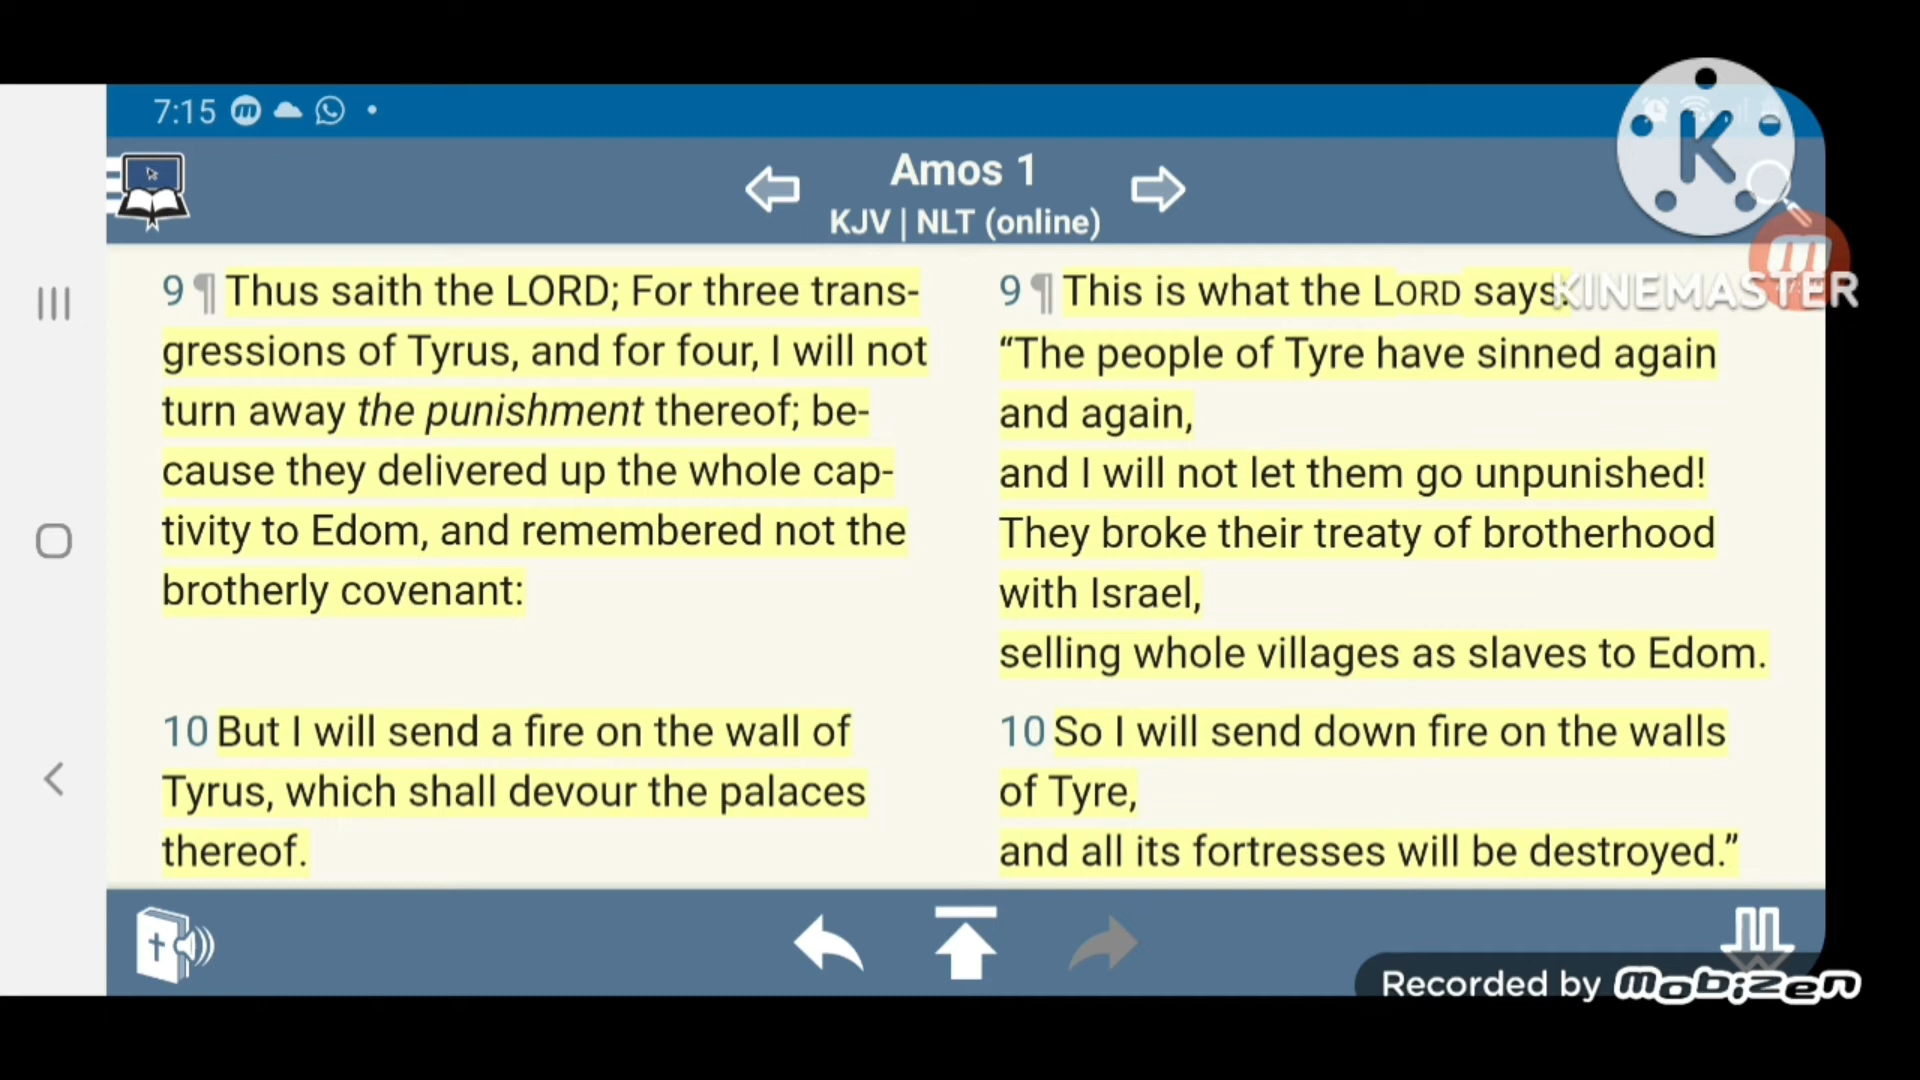 7:15
Amos 1
KJV | NLT (online)
K
KINEMASTER
9 ¶ Thus saith the LORD; For three trans-
gressions of Tyrus, and for four, I will not
turn away the punishment thereof; be-
cause they delivered up the whole cap-
tivity to Edom, and remembered not the
brotherly covenant:
10 But I will send a fire on the wall of
Tyrus, which shall devour the palaces
thereof.
9 ¶ This is what the LORD says:
“The people of Tyre have sinned again
and again,
and I will not let them go unpunished!
They broke their treaty of brotherhood
with Israel,
selling whole villages as slaves to Edom.
10 So I will send down fire on the walls
of Tyre,
and all its fortresses will be destroyed.”
Recorded by Mobizen